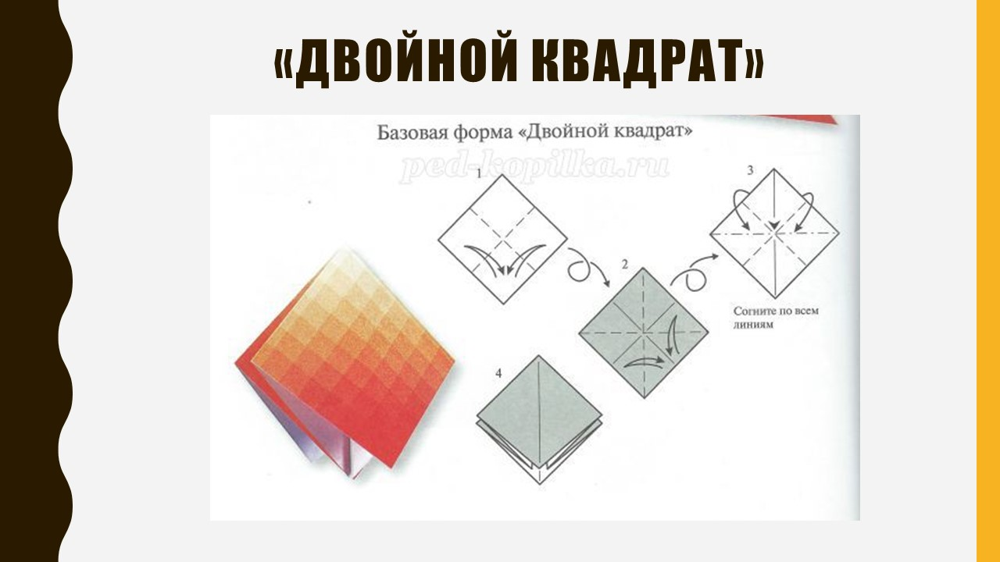 «ДВОЙНОЙ КВАДРАТ»
Базовая форма «Двойной квадрат»
ped-kopilka.ru
1
3
2
Согните по всем
линиям
4